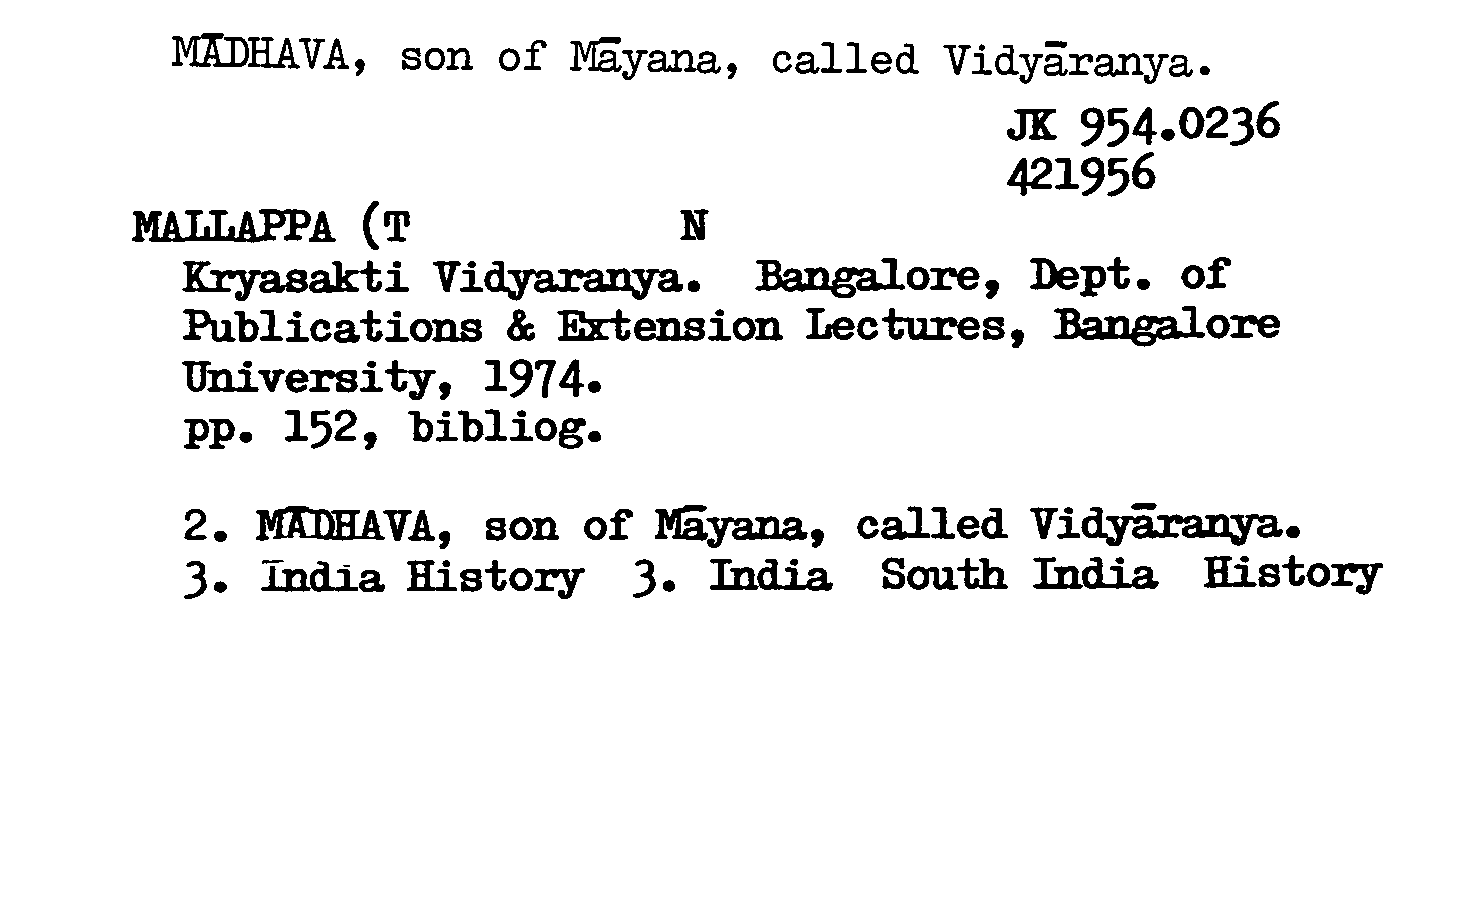 MĀDHAVA, son of Māyana, called Vidyāranya.
JK 954.0236
421956
MALLAPPA (T N
Kryasakti Vidyaranya. Bangalore, Dept. of
Publications & Extension Lectures, Bangalore
University, 1974.
pp. 152, bibliog.
2. MĀDHAVA, son of Māyana, called Vidyāranya.
3. India History 3. India South India History